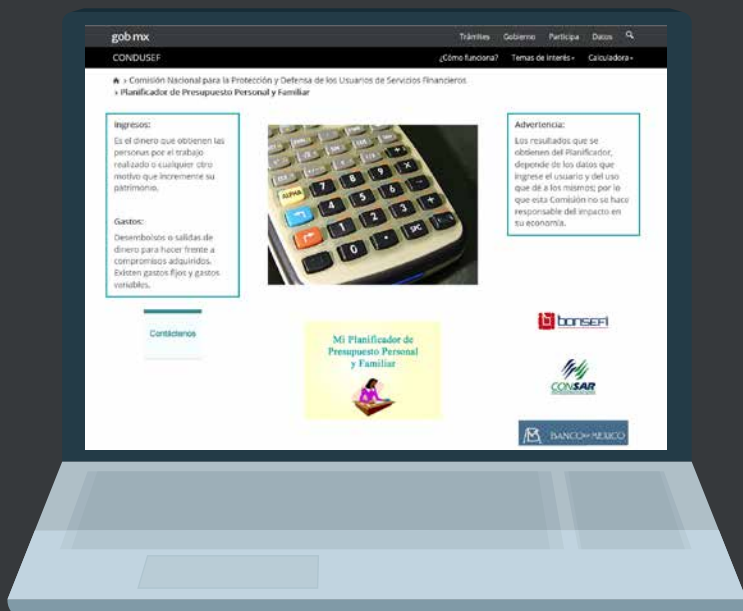 gob mx
Trámites Gobierno Participa Datos
CONDUSEF
¿Cómo funciona? Temas de interés Calculadora
> Comisión Nacional para la Protección y Defensa de los Usuarios de Servicios Financieros
> Planificador de Presupuesto Personal y Familiar
Ingresos:
Es el dinero que obtienen las
personas por el trabajo
realizado o cualquier otro
motivo que incremente su
patrimonio.
Gastos:
Desembolsos o salidas de
dinero para hacer frente a
compromisos adquiridos.
Existen gastos fijos y gastos
variables.
Contáctenos
ALPHA 7 8 9 X
4 5 6 -
1 2 3 +
0 . SPC
Mi Planificador de
Presupuesto Personal
y Familiar
Advertencia:
Los resultados que se
obtienen del Planificador,
depende de los datos que
ingrese el usuario y del uso
que dé a los mismos; por lo
que esta Comisión no se hace
responsable del impacto en
tu economía.
bansefi
CONSAR
BANCO DE MEXICO